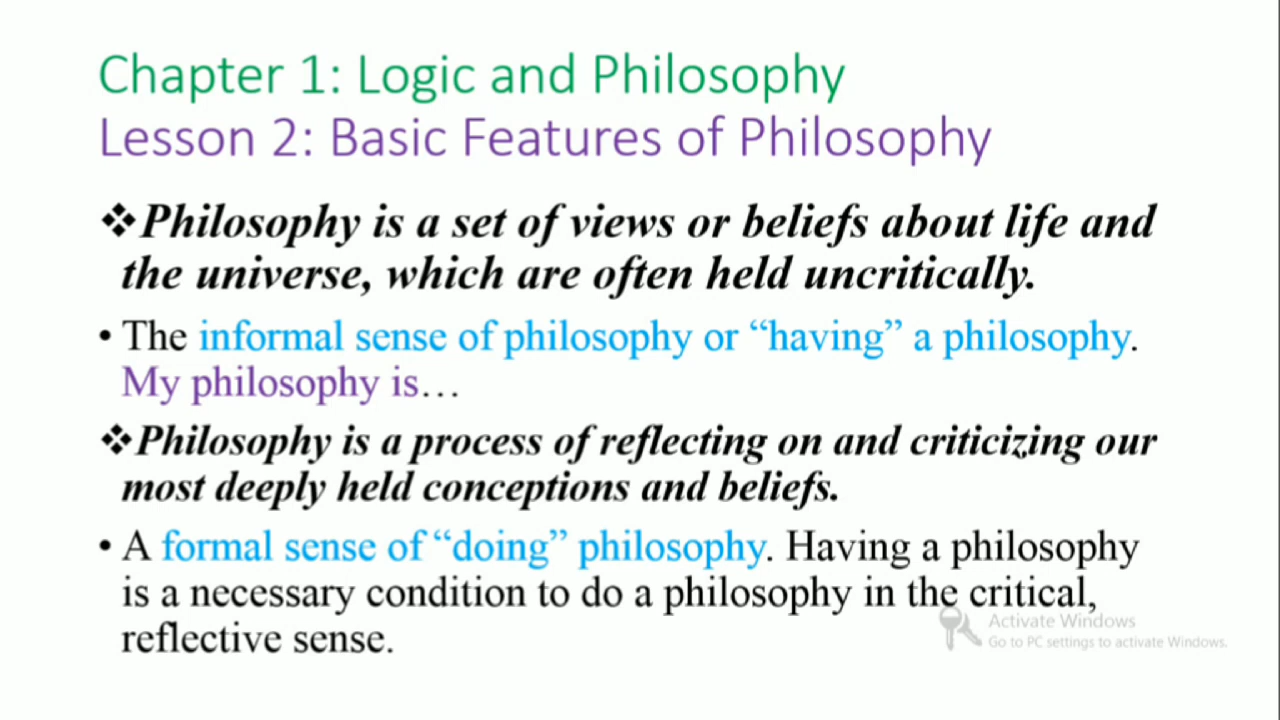 Chapter 1: Logic and Philosophy
Lesson 2: Basic Features of Philosophy
❖Philosophy is a set of views or beliefs about life and
the universe, which are often held uncritically.
• The informal sense of philosophy or “having” a philosophy.
My philosophy is…
❖Philosophy is a process of reflecting on and criticizing our
most deeply held conceptions and beliefs.
• A formal sense of “doing” philosophy. Having a philosophy
is a necessary condition to do a philosophy in the critical,
reflective sense.
Activate Windows
Go to PC settings to activate Windows.